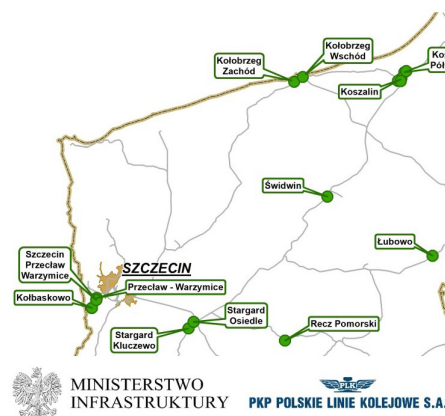 Kołobrzeg
Wschód
Kołobrzeg
Zachód
Koszalin
Świdwin
Łubowo
Szczecin
Przecław
Warzymice
SZCZECIN
Przecław - Warzymice
Kołbaskowo
Stargard
Osiedle
Stargard
Kluczewo
Recz Pomorski
MINISTERSTWO
INFRASTRUKTURY
PLK
PKP POLSKIE LINIE KOLEJOWE S.A.